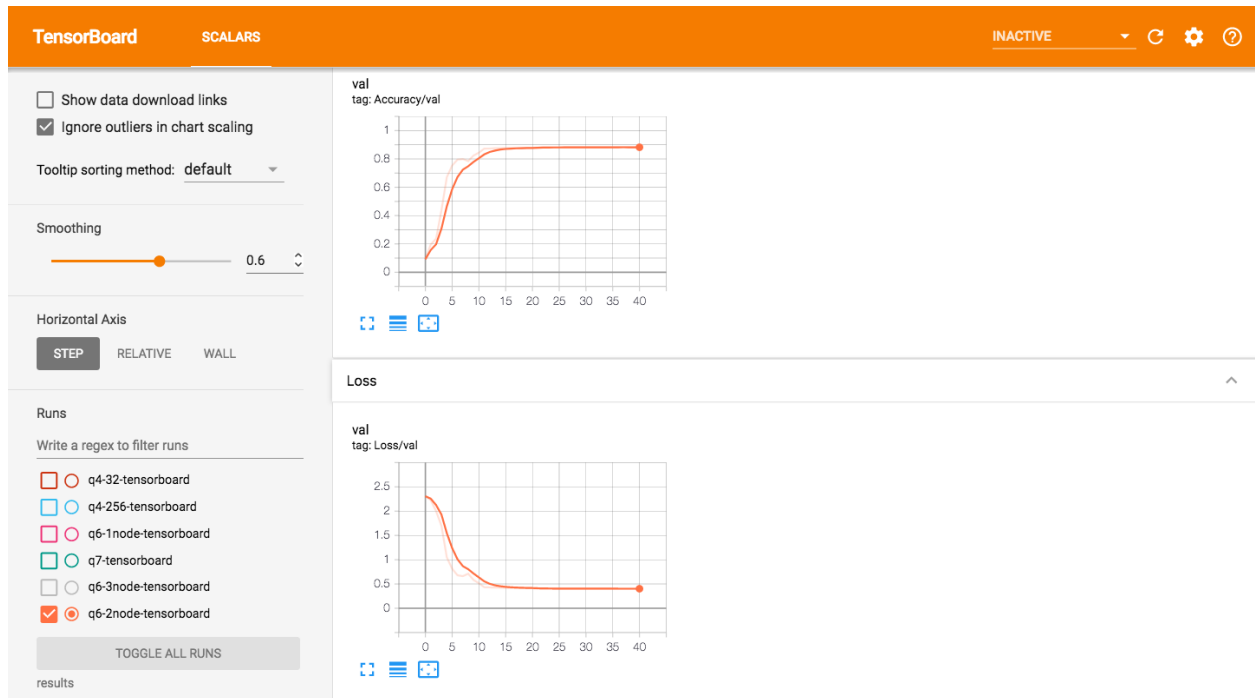 TensorBoard
SCALARS
INACTIVE
Show data download links
Ignore outliers in chart scaling
Tooltip sorting method: default
Smoothing
0.6
Horizontal Axis
STEP RELATIVE WALL
Runs
Write a regex to filter runs
q4-32-tensorboard
q4-256-tensorboard
q6-1node-tensorboard
q7-tensorboard
q6-3node-tensorboard
q6-2node-tensorboard
TOGGLE ALL RUNS
results
val
tag: Accuracy/val
1
0.8
0.6
0.4
0.2
0
0 5 10 15 20 25 30 35 40
Loss
val
tag: Loss/val
2.5
2
1.5
1
0.5
0
0 5 10 15 20 25 30 35 40